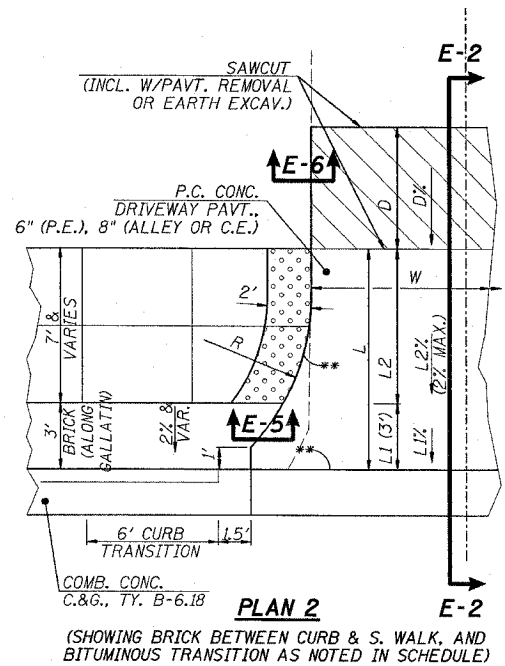 E-2
SAWCUT
(INCL. W/PAVT. REMOVAL
OR EARTH EXCAV.)
E-6
P.C. CONC.
DRIVEWAY PAVT.,
6" (P.E.), 8" (ALLEY OR C.E.)
D
D%
W
2'
7' &
VARIES
R
**
L
L2
L2%
(2% MAX.)
3'
BRICK
(ALONG
GALLATIN)
2% &
VAR.
E-5
1'
**
L1 (3')
L1%
6' CURB
TRANSITION
1.5'
COMB. CONC.
C.&G., TY. B-6.18
PLAN 2
E-2
(SHOWING BRICK BETWEEN CURB & S. WALK, AND
BITUMINOUS TRANSITION AS NOTED IN SCHEDULE)